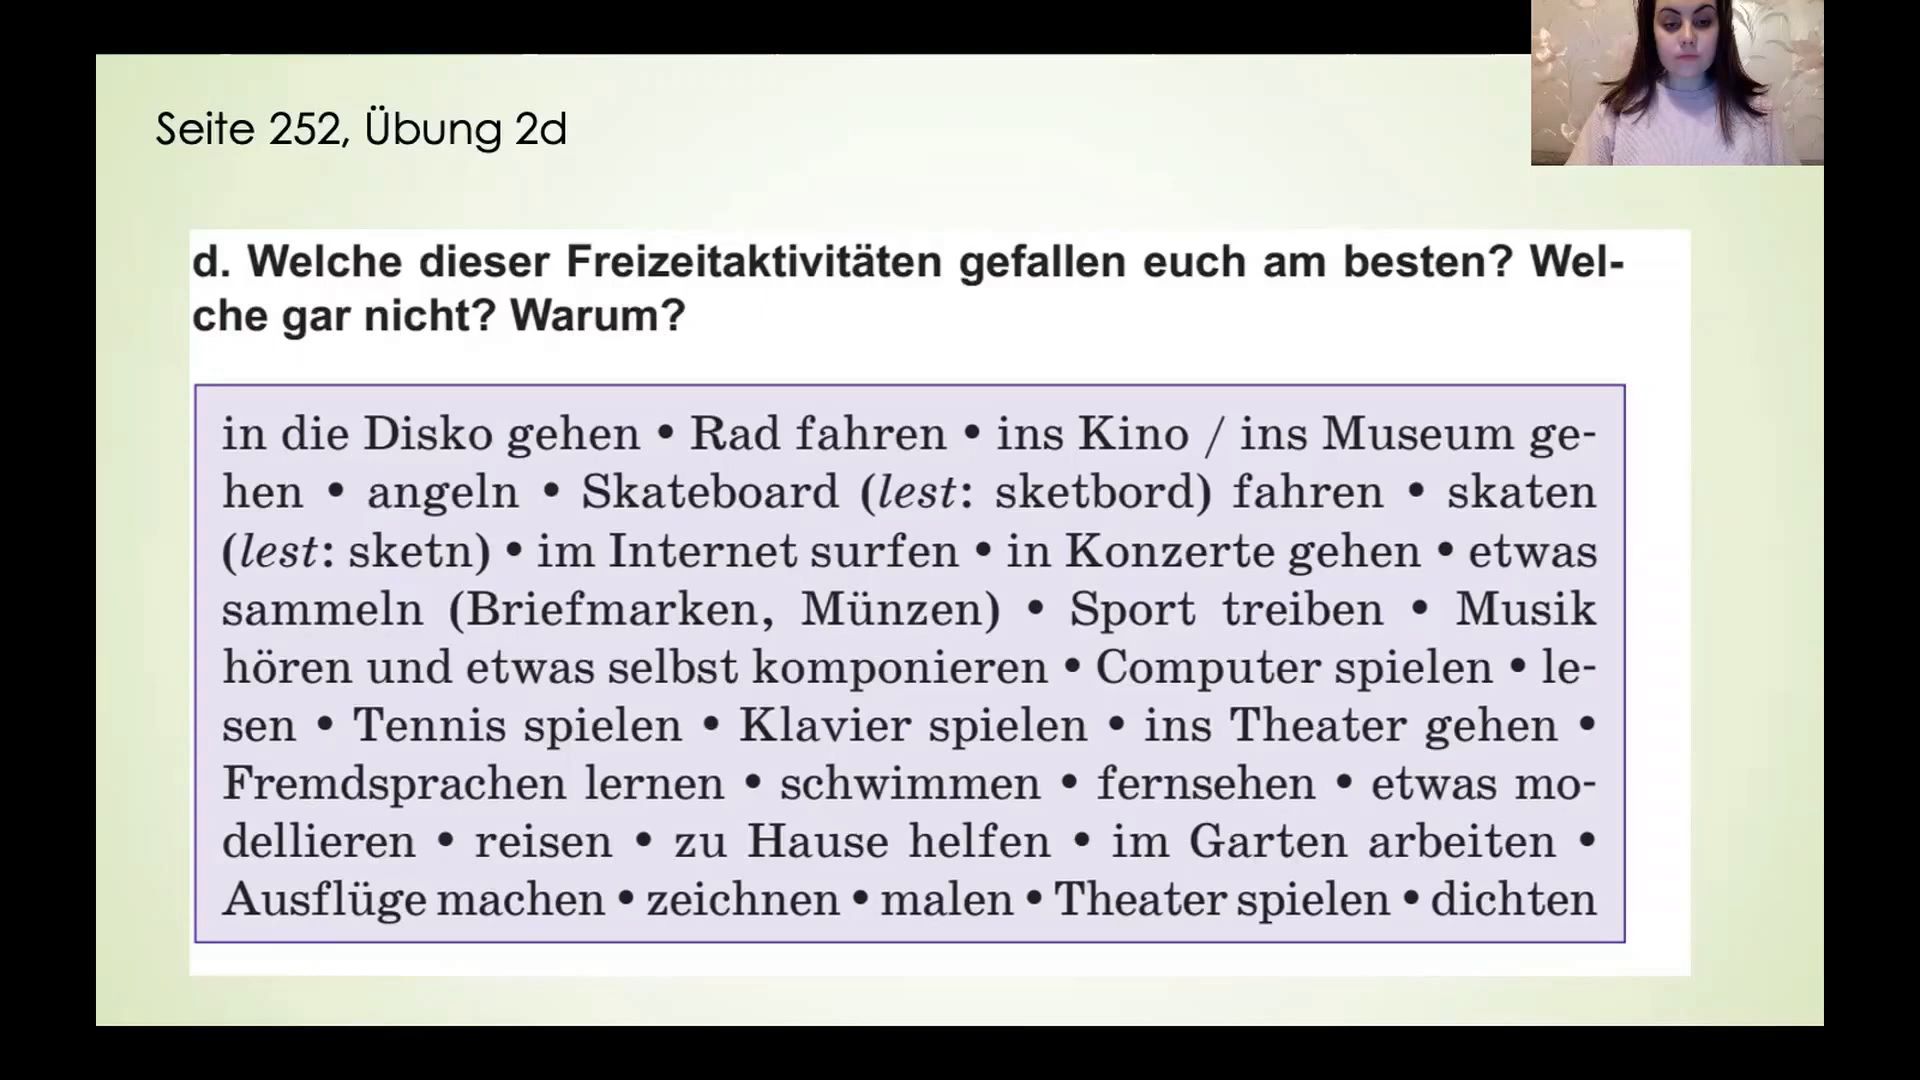 Seite 252, Übung 2d
d. Welche dieser Freizeitaktivitäten gefallen euch am besten? Wel-
che gar nicht? Warum?
in die Disko gehen • Rad fahren • ins Kino / ins Museum ge-
hen • angeln • Skateboard (lest: sketbord) fahren • skaten
(lest: sketn) • im Internet surfen • in Konzerte gehen • etwas
sammeln (Briefmarken, Münzen) • Sport treiben • Musik
hören und etwas selbst komponieren • Computer spielen • le-
sen • Tennis spielen • Klavier spielen • ins Theater gehen •
Fremdsprachen lernen • schwimmen • fernsehen • etwas mo-
dellieren • reisen • zu Hause helfen • im Garten arbeiten •
Ausflüge machen • zeichnen • malen • Theater spielen • dichten